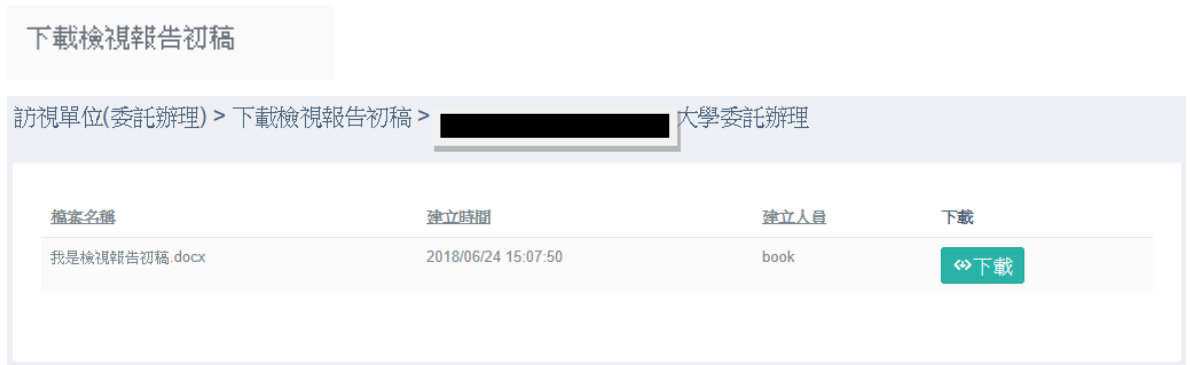 下載檢視報告初稿
訪視單位(委託辦理) > 下載檢視報告初稿 > 大學委託辦理
檔案名稱 建立時間 建立人員 下載
我是檢視報告初稿.docx 2018/06/24 15:07:50 book 下載